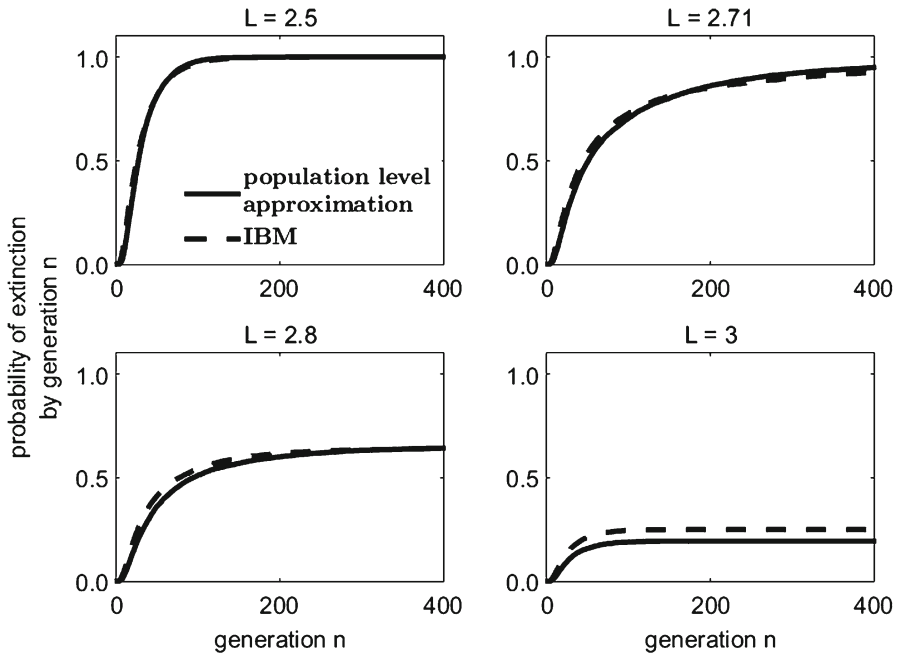 L = 2.5
1.0
0.5
0.0
0
200
400
population level
approximation
IBM
L = 2.71
1.0
0.5
0.0
0
200
400
probability of extinction
by generation n
L = 2.8
1.0
0.5
0.0
0
200
400
generation n
L = 3
1.0
0.5
0.0
0
200
400
generation n